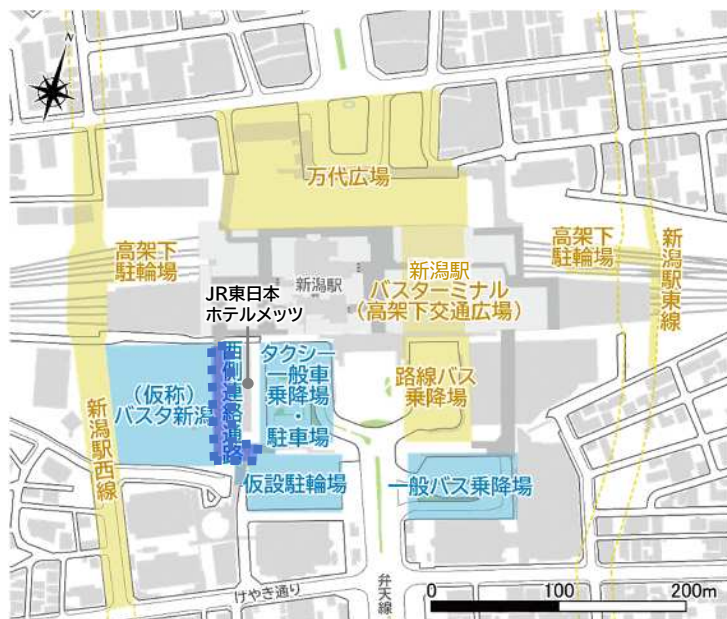 N
万代広場
高架下
駐輪場
新潟駅
JR東日本
ホテルメッツ
新潟駅
バスターミナル
（高架下交通広場）
高架下
駐輪場
新潟駅東線
（仮称）
バスタ新潟
西側連絡通路
タクシー
一般車
乗降場
・
駐車場
路線バス
乗降場
新潟駅西線
仮設駐輪場
一般バス乗降場
けやき通り
弁天線
0 100 200m